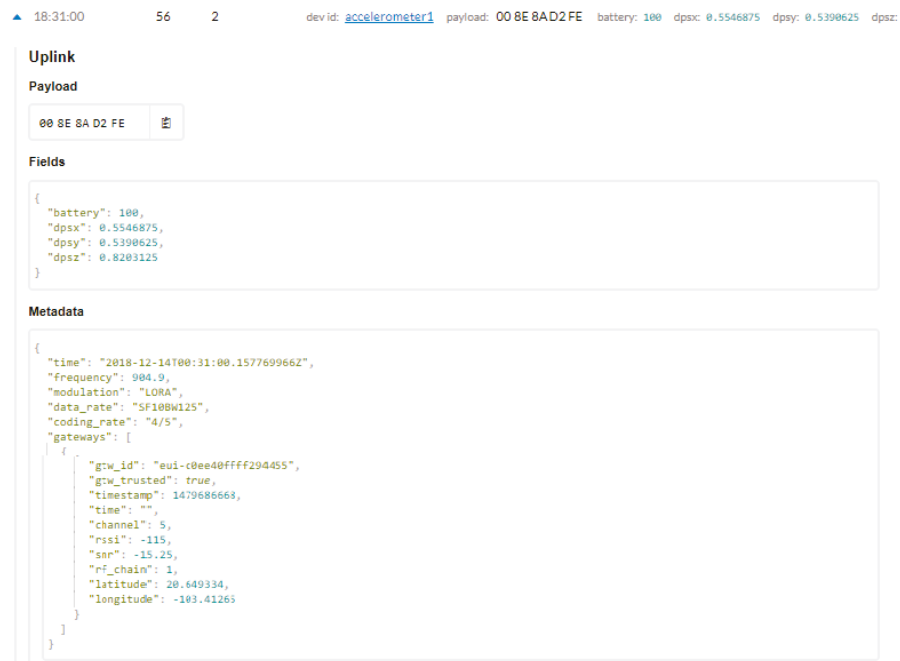 18:31:00 56 2 dev id: accelerometer1 payload: 00 8E 8A D2 FE battery: 100 dpsx: 0.5546875 dpsy: 0.5390625 dpsz:
Uplink
Payload
00 8E 8A D2 FE
Fields
{
"battery": 100,
"dpsx": 0.5546875,
"dpsy": 0.5390625,
"dpsz": 0.8203125
}
Metadata
{
"time": "2018-12-14T00:31:00.157769966Z",
"frequency": 904.9,
"modulation": "LORA",
"data_rate": "SF10BW125",
"coding_rate": "4/5",
"gateways": [
{
"gtw_id": "eui-c0ee40ffff294455",
"gtw_trusted": true,
"timestamp": 1479686668,
"time": "",
"channel": 5,
"rssi": -115,
"snr": -15.25,
"rf_chain": 1,
"latitude": 20.649334,
"longitude": -103.41265
}
]
}